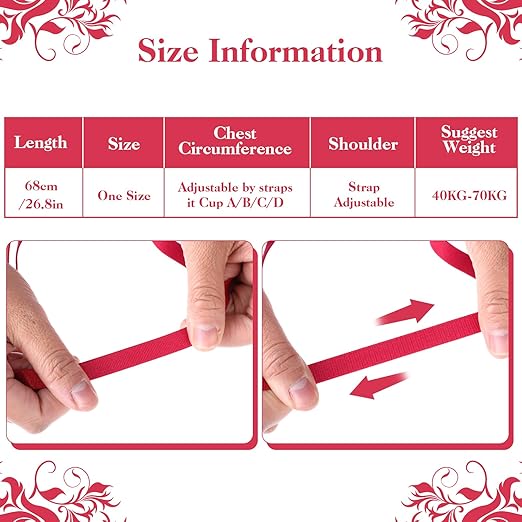 Size Information
Length
Size
Chest
Circumference
Shoulder
Suggest
Weight
68cm
/26,8in
One Size
Adjustable by straps
it Cup A/B/C/D
Strap
Adjustable
40KG-70KG